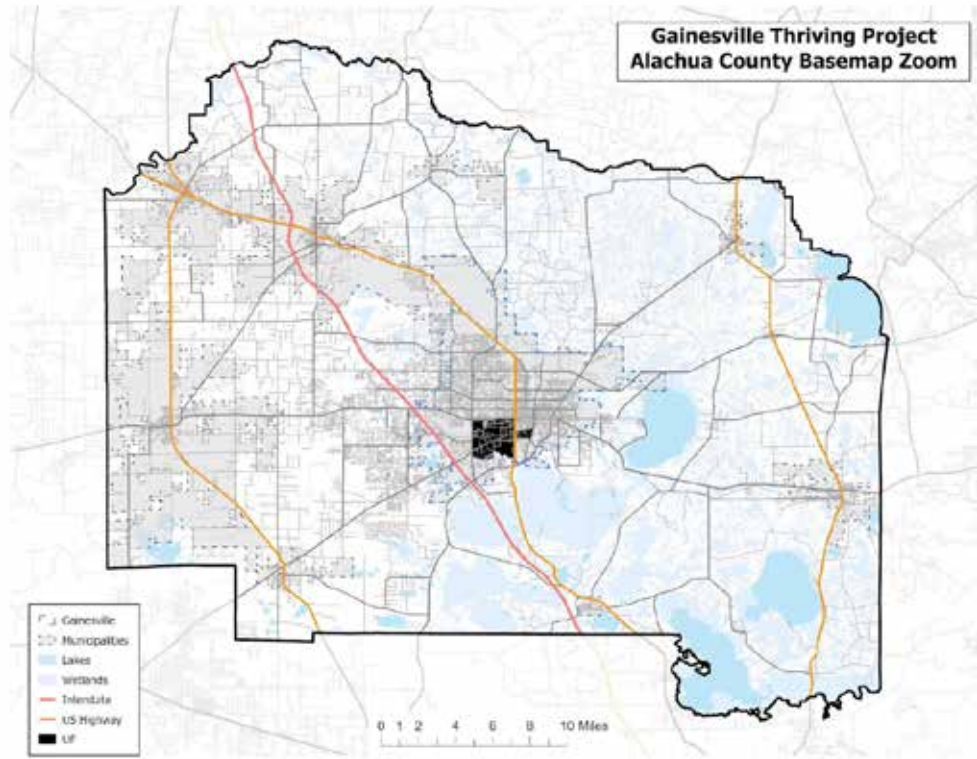 Gainesville Thriving Project
Alachua County Basemap Zoom
Gainesville
Municipalities
Lakes
Wetlands
Interstate
US Highway
UF
0 1 2 4 6 8 10 Miles